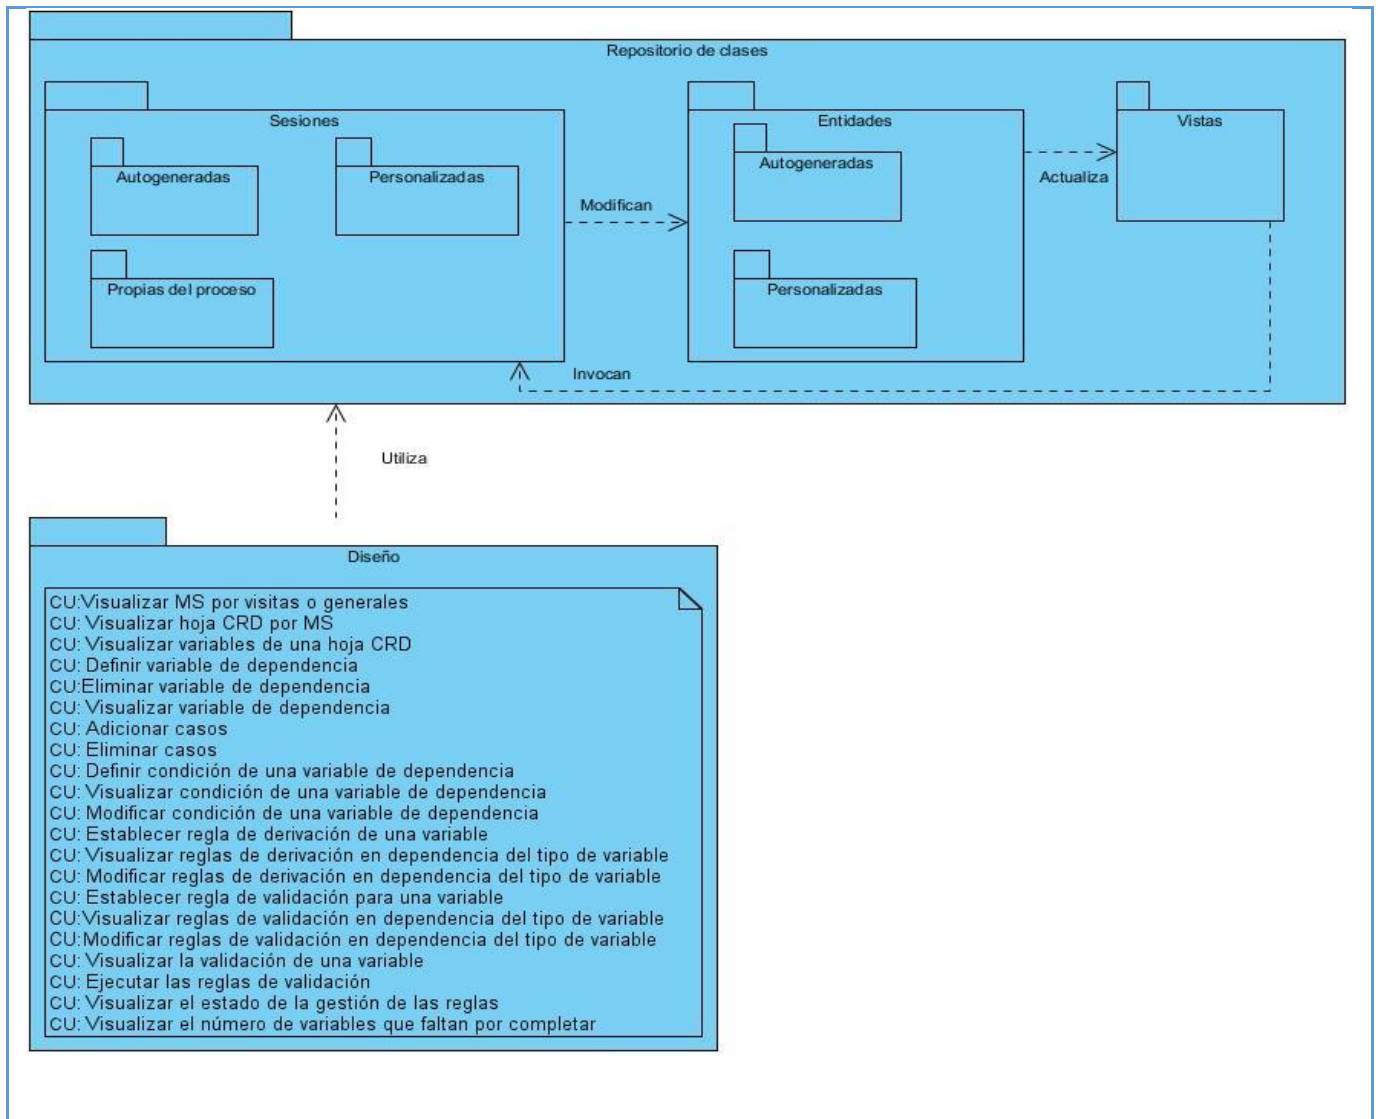 Repositorio de clases
Sesiones
Autogeneradas
Personalizadas
Propias del proceso
Modifican
Entidades
Autogeneradas
Personalizadas
Actualiza
Vistas
Invocan
Utiliza
Diseño
CU:Visualizar MS por visitas o generales
CU: Visualizar hoja CRD por MS
CU: Visualizar variables de una hoja CRD
CU: Definir variable de dependencia
CU:Eliminar variable de dependencia
CU: Visualizar variable de dependencia
CU: Adicionar casos
CU: Eliminar casos
CU: Definir condición de una variable de dependencia
CU: Visualizar condición de una variable de dependencia
CU: Modificar condición de una variable de dependencia
CU: Establecer regla de derivación de una variable
CU: Visualizar reglas de derivación en dependencia del tipo de variable
CU: Modificar reglas de derivación en dependencia del tipo de variable
CU: Establecer regla de validación para una variable
CU:Visualizar reglas de validación en dependencia del tipo de variable
CU:Modificar reglas de validación en dependencia del tipo de variable
CU: Visualizar la validación de una variable
CU: Ejecutar las reglas de validación
CU: Visualizar el estado de la gestión de las reglas
CU: Visualizar el número de variables que faltan por completar